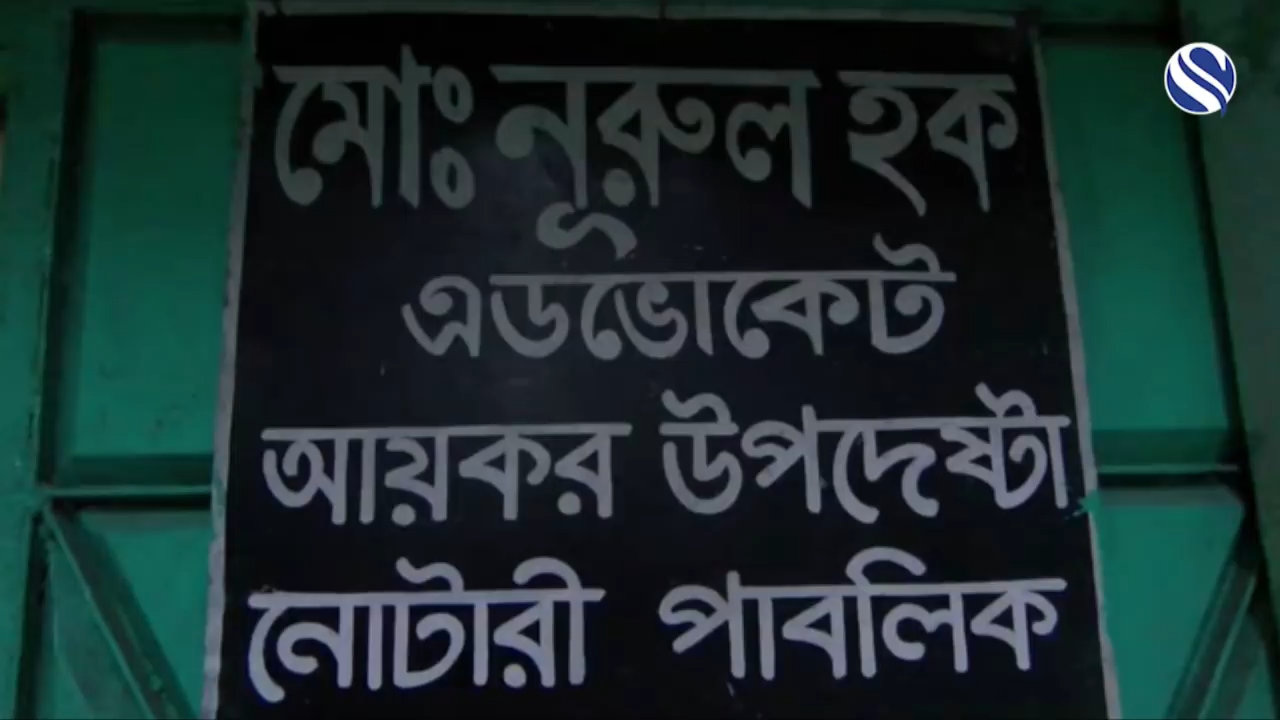 মোঃ নূরুল হক
এডভোকেট
আয়কর উপদেষ্টা
নোটারী পাবলিক